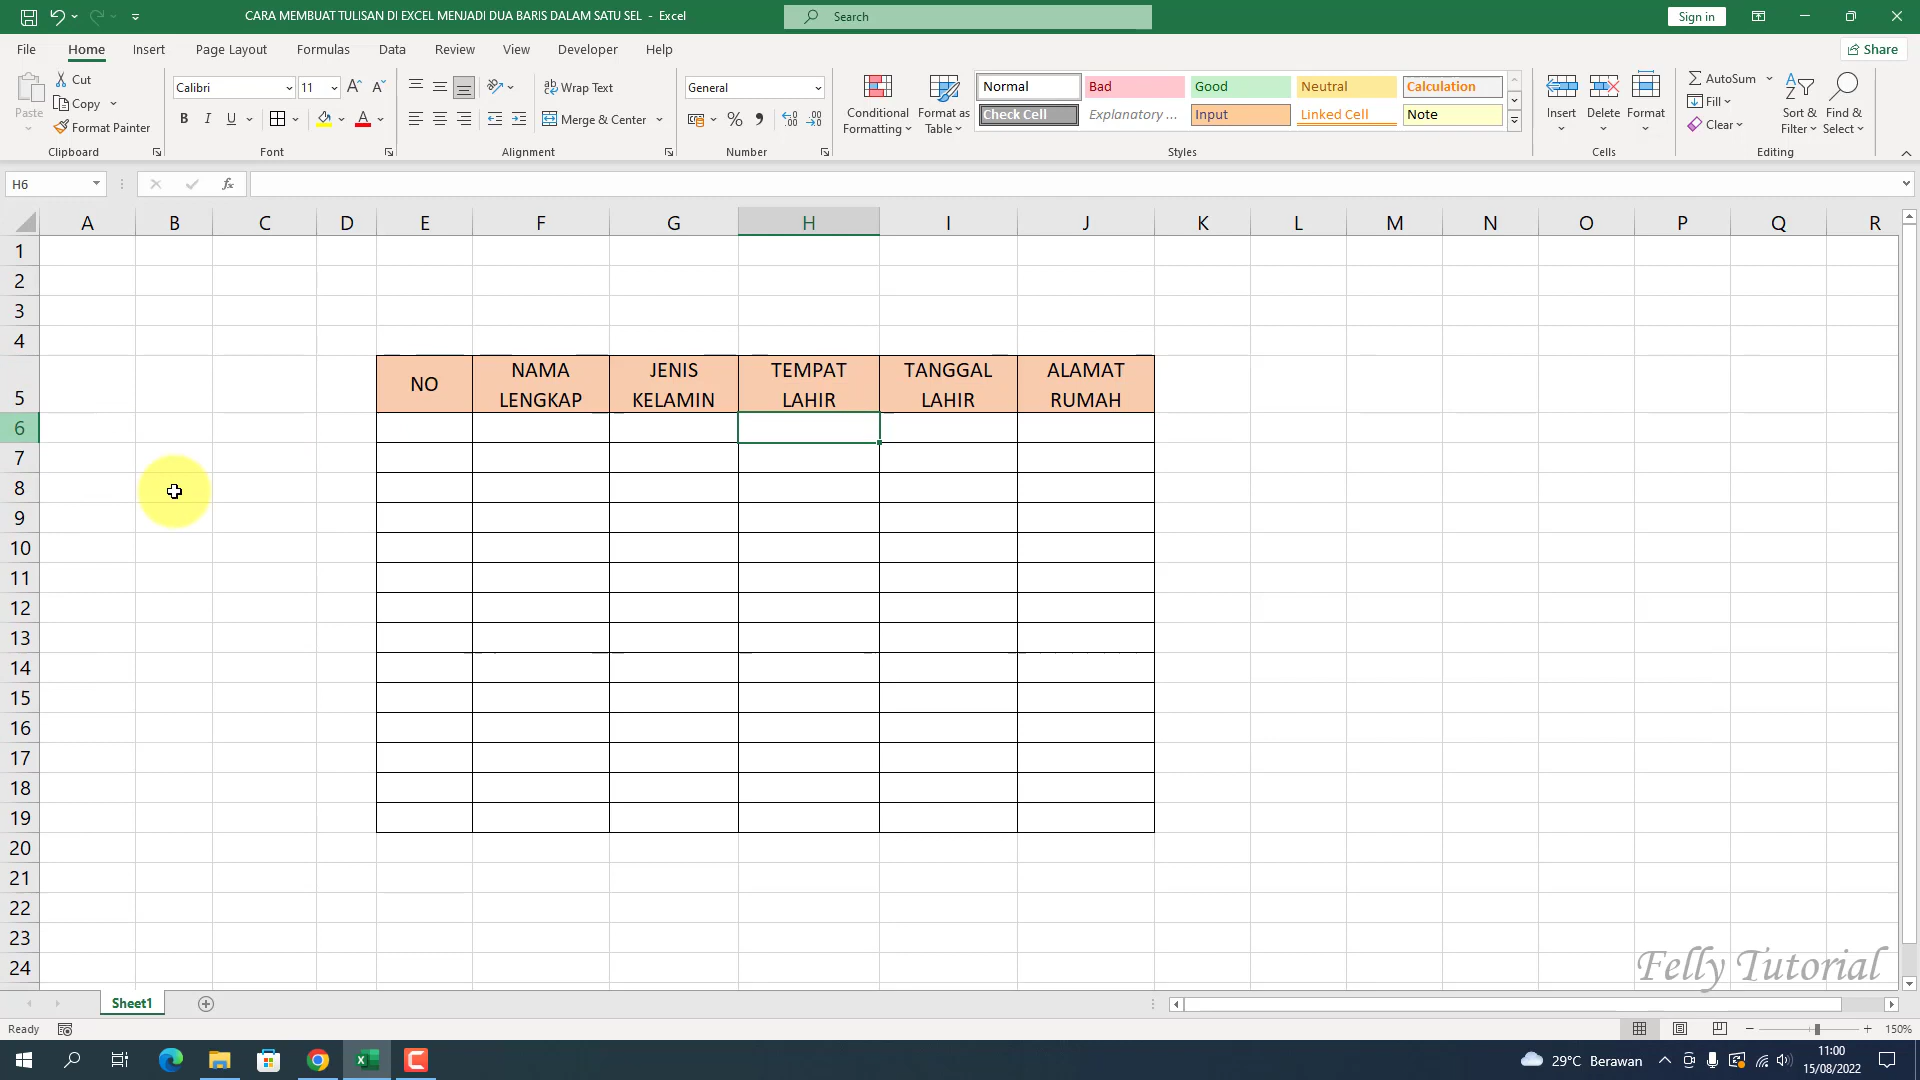 CARA MEMBUAT TULISAN DI EXCEL MENJADI DUA BARIS DALAM SATU SEL - Excel
Search
Sign in
File Home Insert Page Layout Formulas Data Review View Developer Help
Share
Paste
Cut
Copy
Format Painter
Clipboard
Calibri 11
B I U
Font
Wrap Text
Merge & Center
Alignment
General
Number
Conditional Formatting
Format as Table
Normal Bad Good Neutral Calculation
Check Cell Explanatory ... Input Linked Cell Note
Styles
Insert Delete Format
Cells
AutoSum
Fill
Clear
Sort & Filter
Find & Select
Editing
H6
fx
A B C D E F G H I J K L M N O P Q R
1
2
3
4
5
NO
NAMA LENGKAP
JENIS KELAMIN
TEMPAT LAHIR
TANGGAL LAHIR
ALAMAT RUMAH
6
7
8
9
10
11
12
13
14
15
16
17
18
19
20
21
22
23
24
Felly Tutorial
Sheet1
Ready
150%
29°C Berawan
11:00
15/08/2022